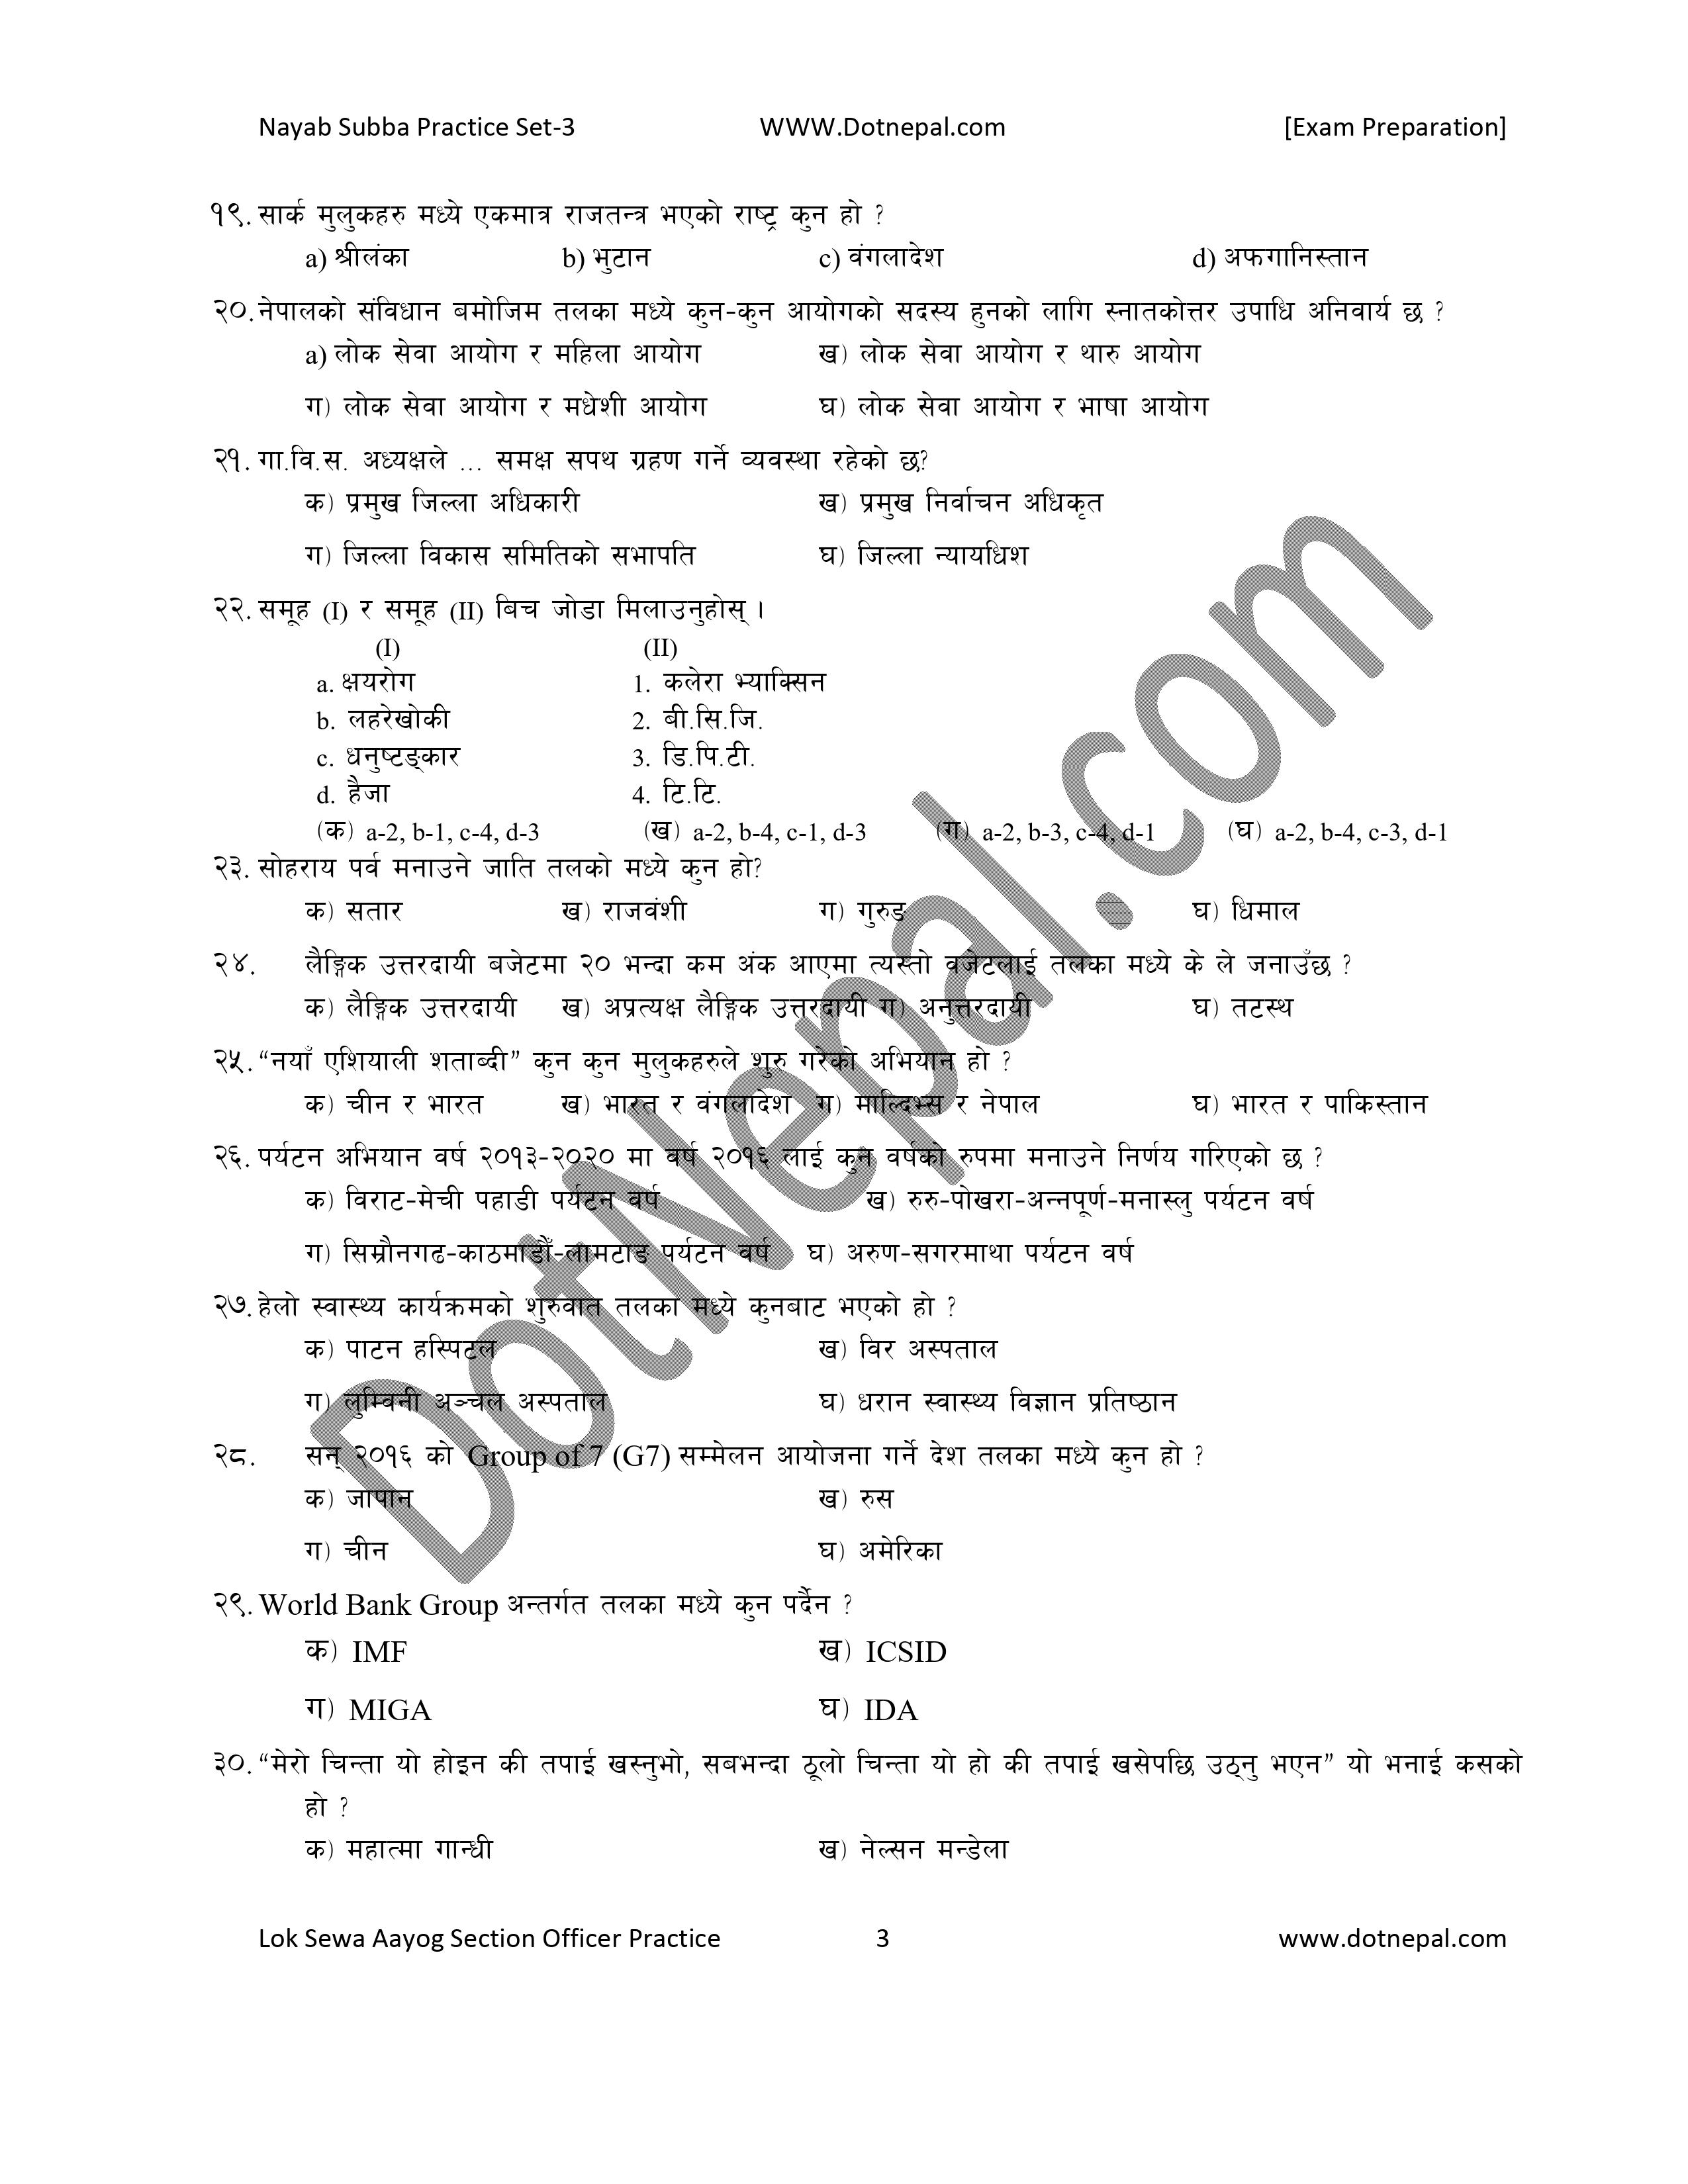 Nayab Subba Practice Set-3 WWW.Dotnepal.com [Exam Preparation]
१९. सार्क मुलुकहरु मध्ये एकमात्र राजतन्त्र भएको राष्ट्र कुन हो ?
a) श्रीलंका b) भुटान c) वंगलादेश d) अफगानिस्तान
२०. नेपालको संविधान बमोजिम तलका मध्ये कुन-कुन आयोगको सदस्य हुनको लागि स्नातकोत्तर उपाधि अनिवार्य छ ?
a) लोक सेवा आयोग र महिला आयोग ख) लोक सेवा आयोग र थारु आयोग
ग) लोक सेवा आयोग र मधेशी आयोग घ) लोक सेवा आयोग र भाषा आयोग
२१. गा.वि.स. अध्यक्षले ... समक्ष सपथ ग्रहण गर्ने व्यवस्था रहेको छ?
क) प्रमुख जिल्ला अधिकारी ख) प्रमुख निर्वाचन अधिकृत
ग) जिल्ला विकास समितिको सभापति घ) जिल्ला न्यायधिश
२२. समूह (I) र समूह (II) बिच जोडा मिलाउनुहोस् ।
(I) (II)
a. क्षयरोग 1. कलेरा भ्याक्सिन
b. लहरेखोकी 2. बी.सि.जि.
c. धनुष्टङ्कार 3. डि.पि.टी.
d. हैजा 4. टि.टि.
(क) a-2, b-1, c-4, d-3 (ख) a-2, b-4, c-1, d-3 (ग) a-2, b-3, c-4, d-1 (घ) a-2, b-4, c-3, d-1
२३. सोहराय पर्व मनाउने जाति तलको मध्ये कुन हो?
क) सतार ख) राजवंशी ग) गुरुङ घ) धिमाल
२४. लैङ्गिक उत्तरदायी बजेटमा २० भन्दा कम अंक आएमा त्यस्तो वजेटलाई तलका मध्ये के ले जनाउँछ ?
क) लैङ्गिक उत्तरदायी ख) अप्रत्यक्ष लैङ्गिक उत्तरदायी ग) अनुत्तरदायी घ) तटस्थ
२५. “नयाँ एशियाली शताब्दी” कुन कुन मुलुकहरुले शुरु गरेको अभियान हो ?
क) चीन र भारत ख) भारत र वंगलादेश ग) माल्दिभ्स र नेपाल घ) भारत र पाकिस्तान
२६. पर्यटन अभियान वर्ष २०१३-२०२० मा वर्ष २०१६ लाई कुन वर्षको रुपमा मनाउने निर्णय गरिएको छ ?
क) विराट-मेची पहाडी पर्यटन वर्ष ख) रुरु-पोखरा-अन्नपूर्ण-मनास्लु पर्यटन वर्ष
ग) सिम्रौनगढ-काठमाडौँ-लामटाङ पर्यटन वर्ष घ) अरुण-सगरमाथा पर्यटन वर्ष
२७. हेलो स्वास्थ्य कार्यक्रमको शुरुवात तलका मध्ये कुनबाट भएको हो ?
क) पाटन हस्पिटल ख) विर अस्पताल
ग) लुम्विनी अञ्चल अस्पताल घ) धरान स्वास्थ्य विज्ञान प्रतिष्ठान
२८. सन् २०१६ को Group of 7 (G7) सम्मेलन आयोजना गर्ने देश तलका मध्ये कुन हो ?
क) जापान ख) रुस
ग) चीन घ) अमेरिका
२९. World Bank Group अन्तर्गत तलका मध्ये कुन पर्दैन ?
क) IMF ख) ICSID
ग) MIGA घ) IDA
३०. “मेरो चिन्ता यो होइन की तपाई खस्नुभो, सबभन्दा ठूलो चिन्ता यो हो की तपाई खसेपछि उठ्नु भएन” यो भनाई कसको
हो ?
क) महात्मा गान्धी ख) नेल्सन मन्डेला
Lok Sewa Aayog Section Officer Practice 3 www.dotnepal.com
DotNepal.com